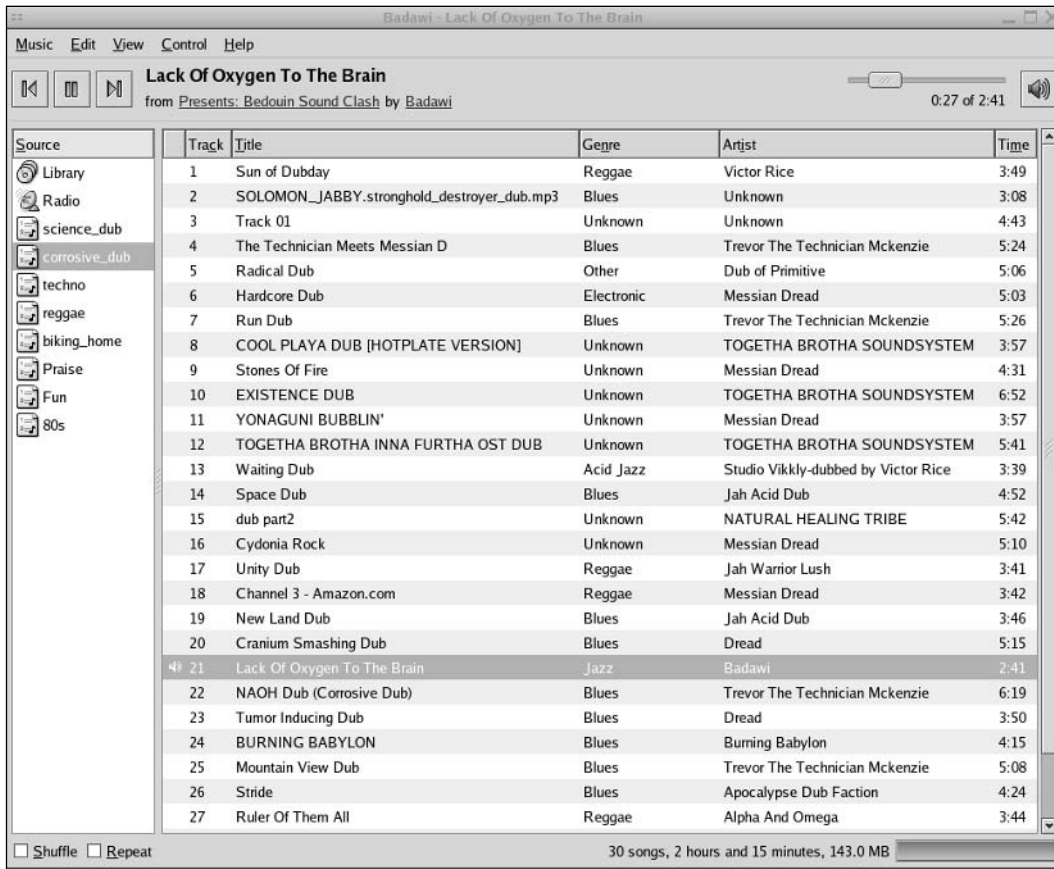 Badawi - Lack Of Oxygen To The Brain
Music Edit View Control Help
Lack Of Oxygen To The Brain
from Presents: Bedouin Sound Clash by Badawi
0:27 of 2:41
Source
Library
Radio
science_dub
corrosive_dub
techno
reggae
biking_home
Praise
Fun
80s
Track Title Genre Artist Time
1 Sun of Dubday Reggae Victor Rice 3:49
2 SOLOMON_JABBY.stronghold_destroyer_dub.mp3 Blues Unknown 3:08
3 Track 01 Unknown Unknown 4:43
4 The Technician Meets Messian D Blues Trevor The Technician Mckenzie 5:24
5 Radical Dub Other Dub of Primitive 5:06
6 Hardcore Dub Electronic Messian Dread 5:03
7 Run Dub Blues Trevor The Technician Mckenzie 5:26
8 COOL PLAYA DUB [HOTPLATE VERSION] Unknown TOGETHA BROTHA SOUNDSYSTEM 3:57
9 Stones Of Fire Unknown Messian Dread 4:31
10 EXISTENCE DUB Unknown TOGETHA BROTHA SOUNDSYSTEM 6:52
11 YONAGUNI BUBBLIN' Unknown Messian Dread 3:57
12 TOGETHA BROTHA INNA FURTHA OST DUB Unknown TOGETHA BROTHA SOUNDSYSTEM 5:41
13 Waiting Dub Acid Jazz Studio Vikkly-dubbed by Victor Rice 3:39
14 Space Dub Blues Jah Acid Dub 4:52
15 dub part2 Unknown NATURAL HEALING TRIBE 5:42
16 Cydonia Rock Unknown Messian Dread 5:10
17 Unity Dub Reggae Jah Warrior Lush 3:41
18 Channel 3 - Amazon.com Reggae Messian Dread 3:42
19 New Land Dub Blues Jah Acid Dub 3:46
20 Cranium Smashing Dub Blues Dread 5:15
21 Lack Of Oxygen To The Brain Jazz Badawi 2:41
22 NAOH Dub (Corrosive Dub) Blues Trevor The Technician Mckenzie 6:19
23 Tumor Inducing Dub Blues Dread 3:50
24 BURNING BABYLON Blues Burning Babylon 4:15
25 Mountain View Dub Blues Trevor The Technician Mckenzie 5:08
26 Stride Blues Apocalypse Dub Faction 4:24
27 Ruler Of Them All Reggae Alpha And Omega 3:44
Shuffle Repeat 30 songs, 2 hours and 15 minutes, 143.0 MB